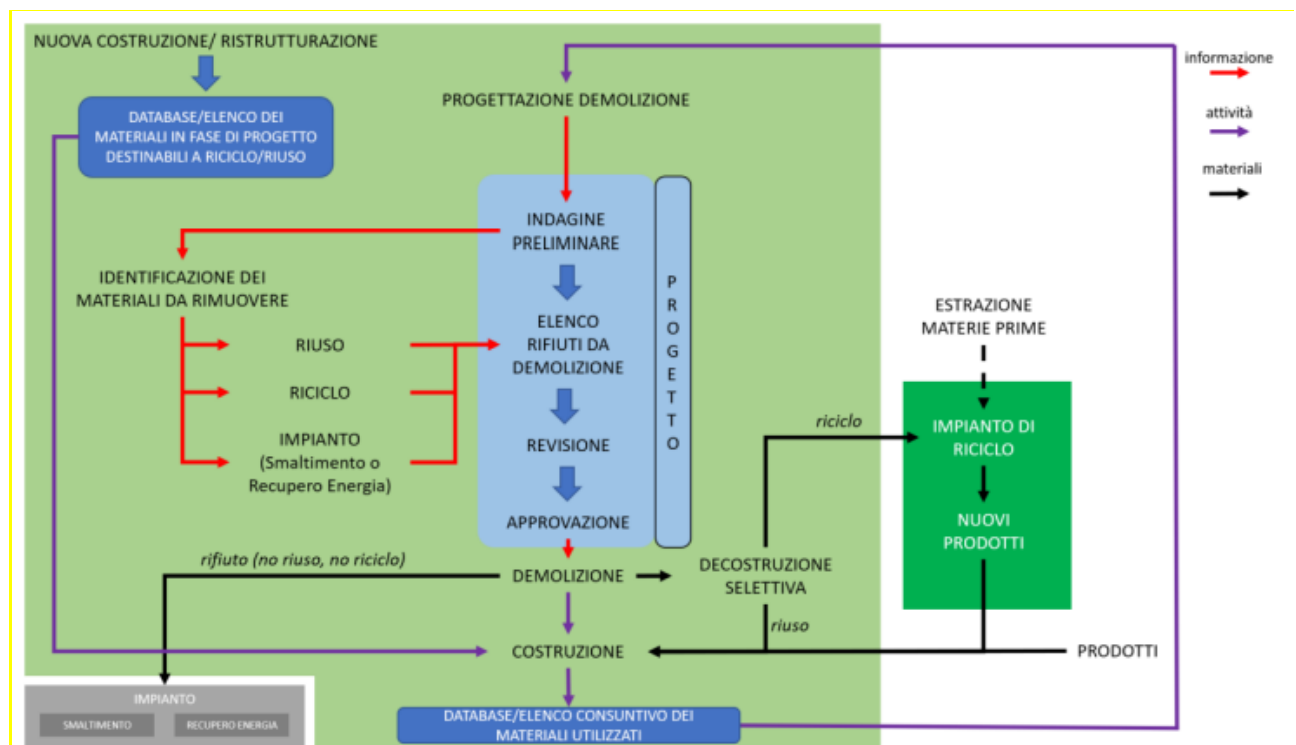 NUOVA COSTRUZIONE/ RISTRUTTURAZIONE
DATABASE/ELENCO DEI
MATERIALI IN FASE DI PROGETTO
DESTINABILI A RICICLO/RIUSO
PROGETTAZIONE DEMOLIZIONE
informazione
attività
materiali
INDAGINE
PRELIMINARE
PROGETTO
IDENTIFICAZIONE DEI
MATERIALI DA RIMUOVERE
RIUSO
RICICLO
IMPIANTO
(Smaltimento o
Recupero Energia)
ELENCO
RIFIUTI DA
DEMOLIZIONE
REVISIONE
APPROVAZIONE
ESTRAZIONE
MATERIE PRIME
riciclo
IMPIANTO DI
RICICLO
NUOVI
PRODOTTI
rifiuto (no riuso, no riciclo)
DEMOLIZIONE
DECOSTRUZIONE
SELETTIVA
riuso
COSTRUZIONE
PRODOTTI
IMPIANTO
SMALTIMENTO
RECUPERO ENERGIA
DATABASE/ELENCO CONSUNTIVO DEI
MATERIALI UTILIZZATI